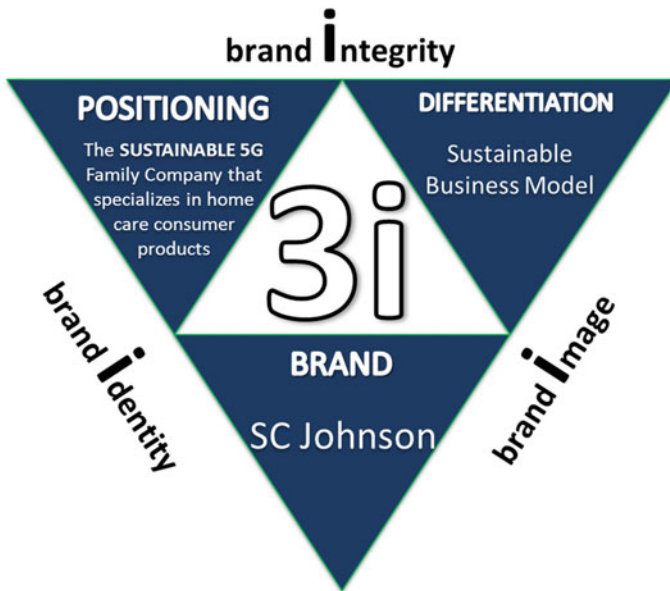 brand integrity
POSITIONING
The SUSTAINABLE 5G
Family Company that
specializes in home
care consumer
products
DIFFERENTIATION
Sustainable
Business Model
3i
brand identity
brand image
BRAND
SC Johnson